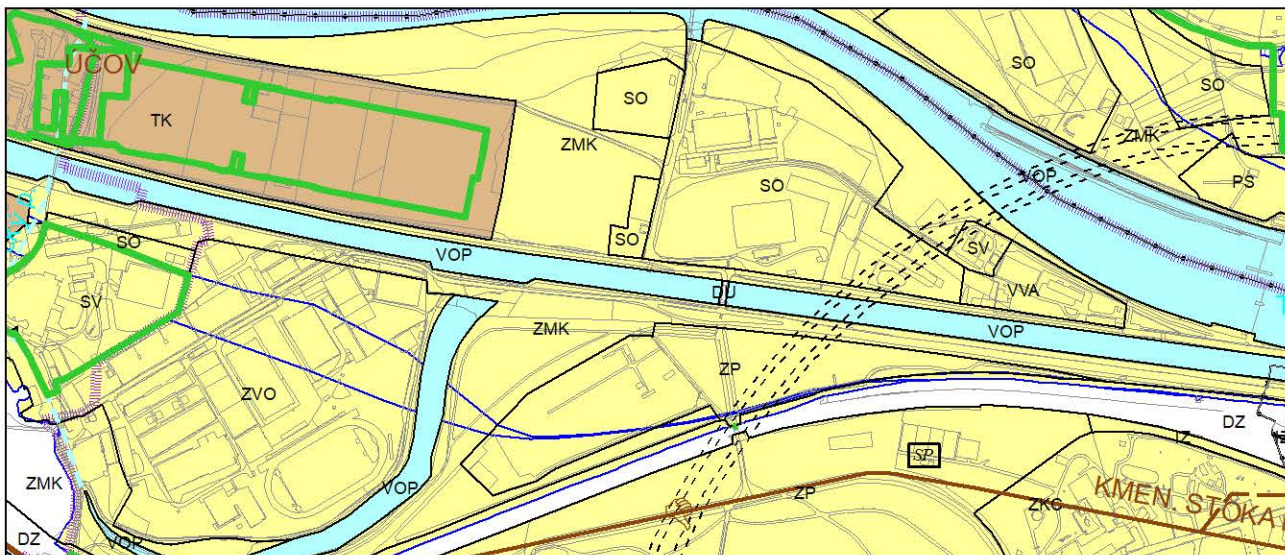 ÚČOV
SO
SO
TK
SO
ZMK
ZMK
VOP
PS
SO
SO
SO
VOP
SV
SV
DU
VVA
ZMK
VOP
ZP
ZVO
DZ
IZ
SP
ZMK
VOP
ZP
ZKC
KMEN. STOKA
DZ
VOP